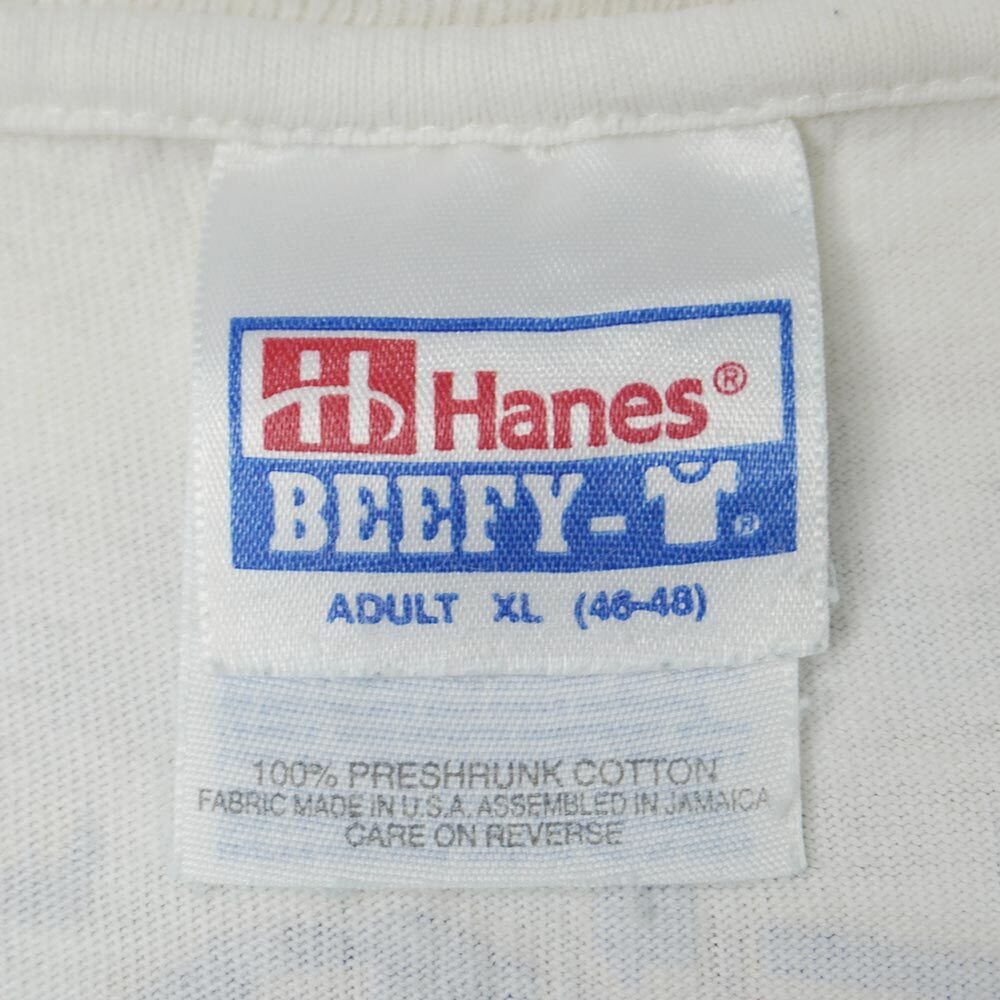 Hanes®
BEEFY-T®
ADULT XL (46-48)
100% PRESHRUNK COTTON
FABRIC MADE IN U.S.A. ASSEMBLED IN JAMAICA
CARE ON REVERSE